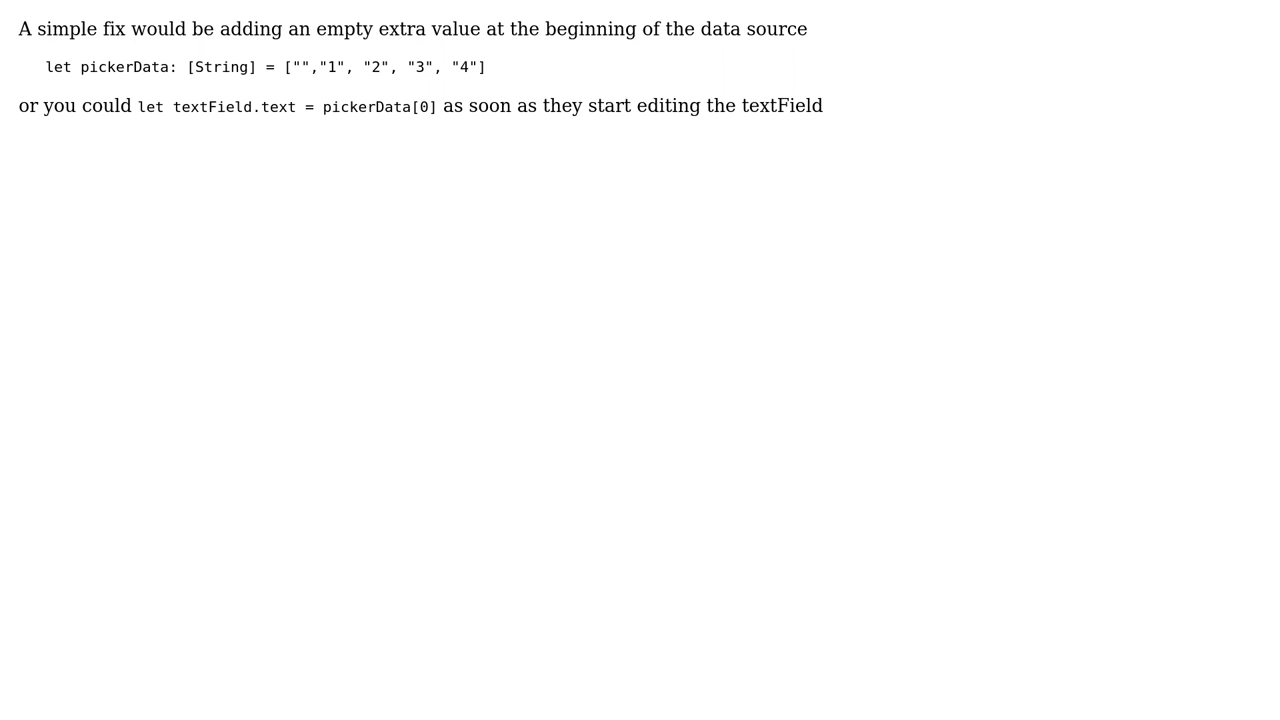 A simple fix would be adding an empty extra value at the beginning of the data source
let pickerData: [String] = ["","1", "2", "3", "4"]
or you could let textField.text = pickerData[0] as soon as they start editing the textField